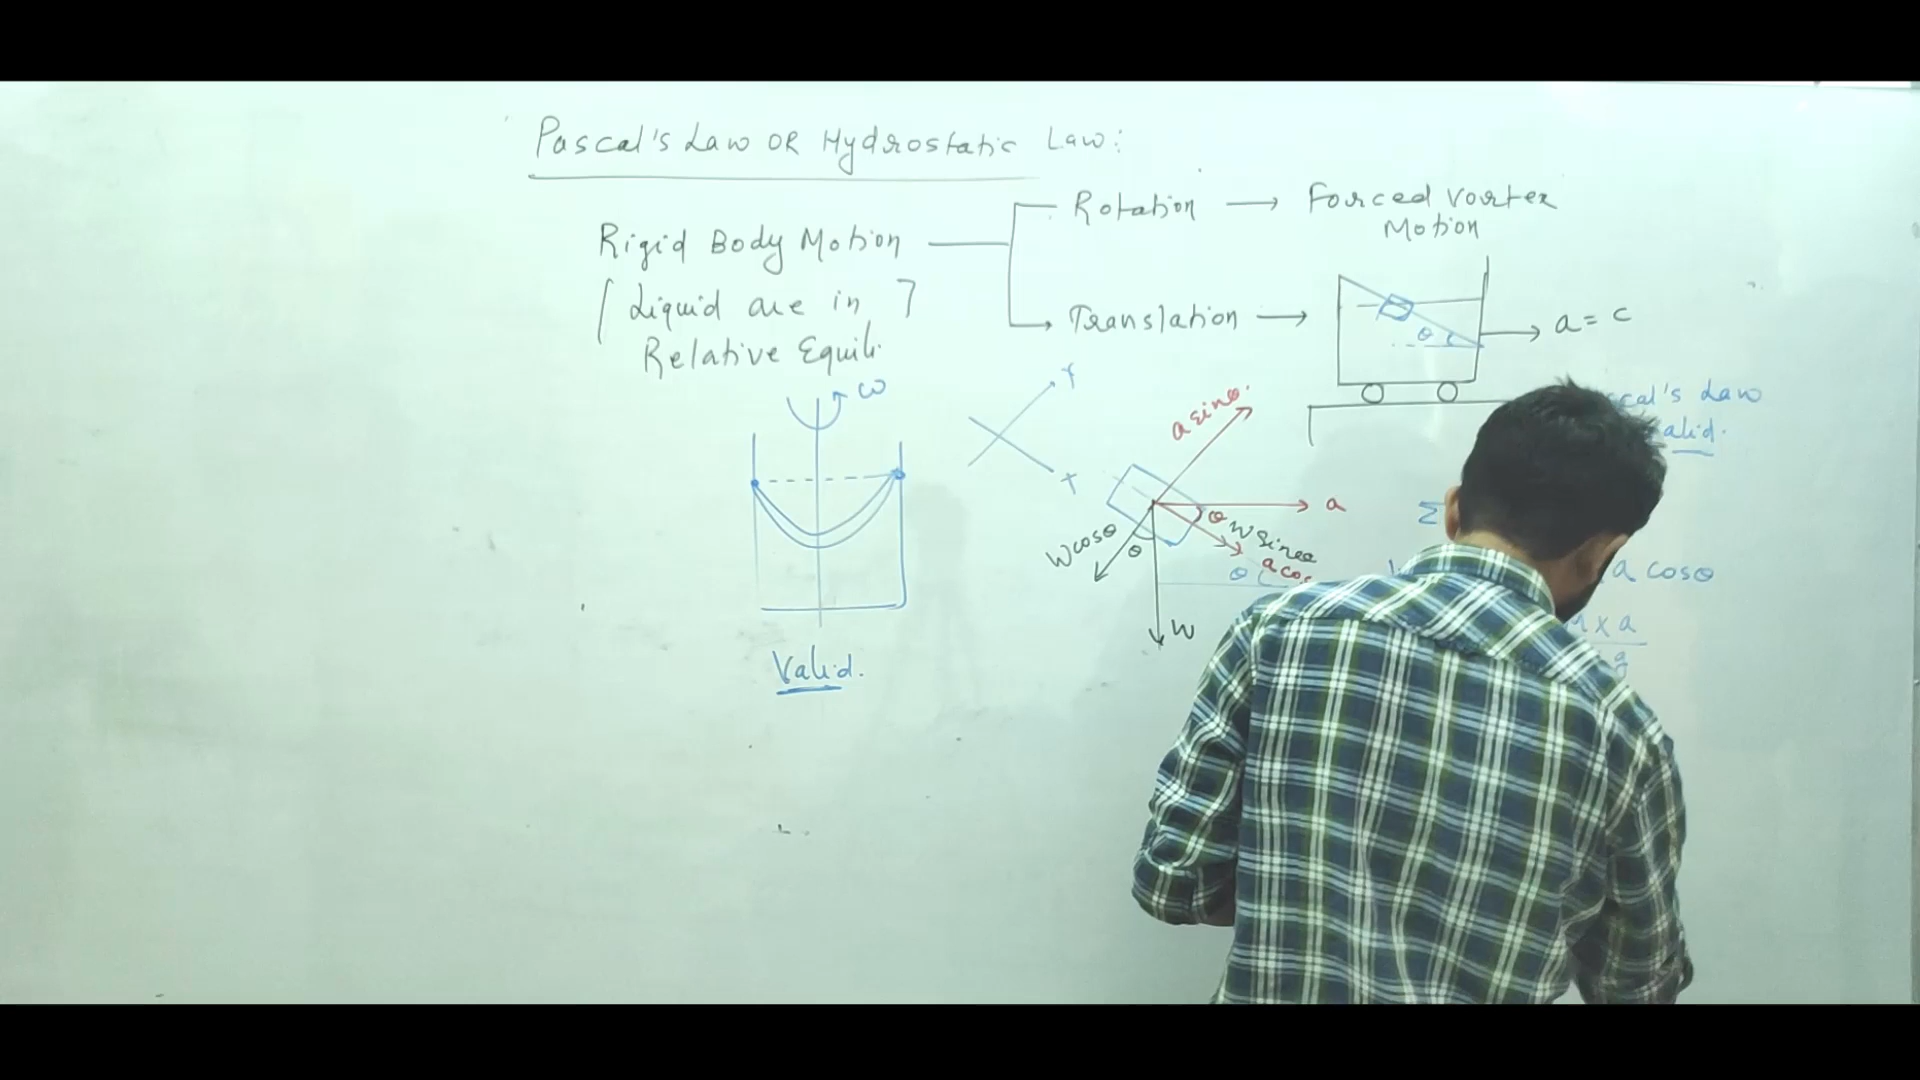 Pascal's Law OR Hydrostatic Law:
Rotation → Forced Vortex
Motion
Rigid Body Motion
[Liquid are in]
Relative Equili.
Translation →
a = c
θ
ω
Y
X
Law
a sinθ
a
θ
W cosθ
θ
θ
W
Σ
a cosθ
x a
g
Valid.